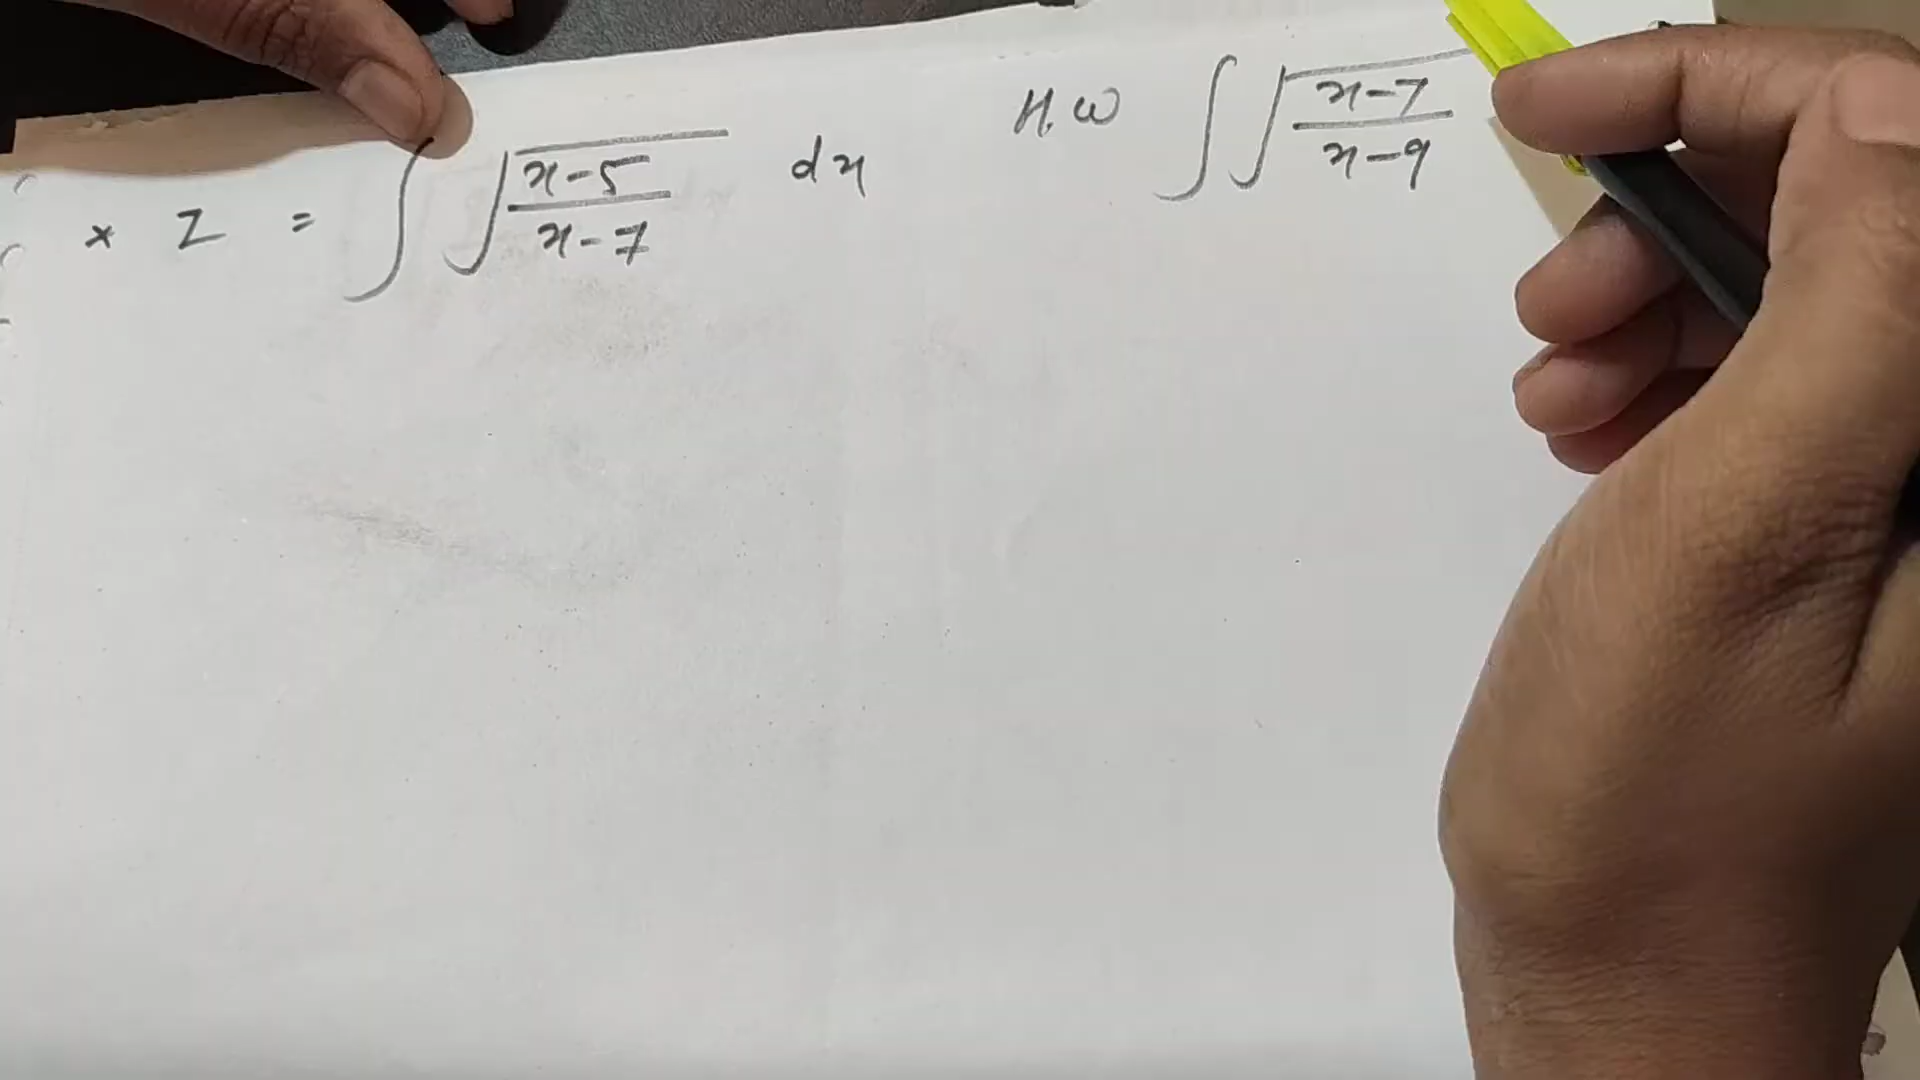 × I = ∫ √(x-5)/(x-7) dx
H.W ∫ √(x-7)/(x-9)